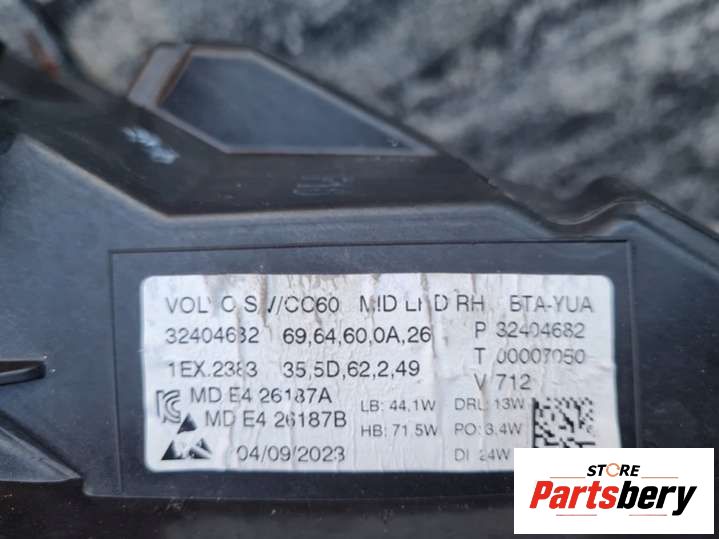 VOLVO S/V/CC60 MID LHD RH BTA-YUA
32404682 69,64,60,0A,26 P 32404682
1EX.2383 35,5D,62,2,49 T 00007050
V 712
MD E4 26187A LB: 44.1W DRL: 13W
MD E4 26187B HB: 71.5W PO: 3.4W
04/09/2023 DI 24W
STORE
Partsbery